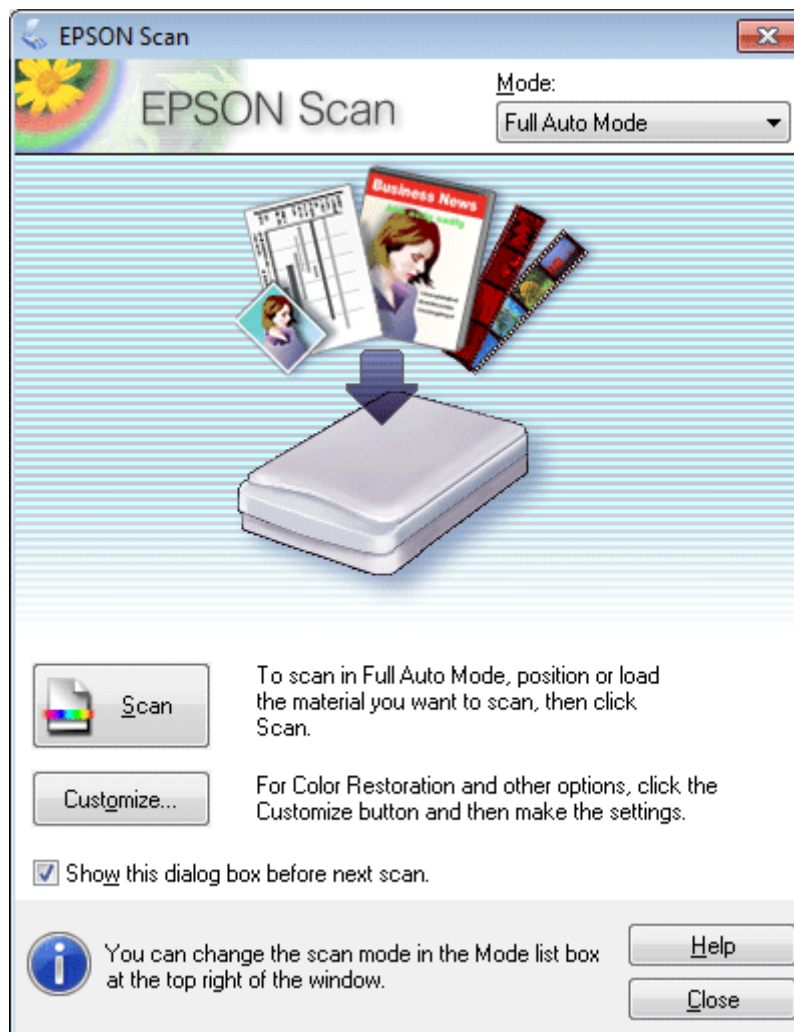 EPSON Scan
EPSON Scan
Mode:
Full Auto Mode
Business News
Scan
To scan in Full Auto Mode, position or load
the material you want to scan, then click
Scan.
Customize...
For Color Restoration and other options, click the
Customize button and then make the settings.
Show this dialog box before next scan.
You can change the scan mode in the Mode list box
at the top right of the window.
Help
Close